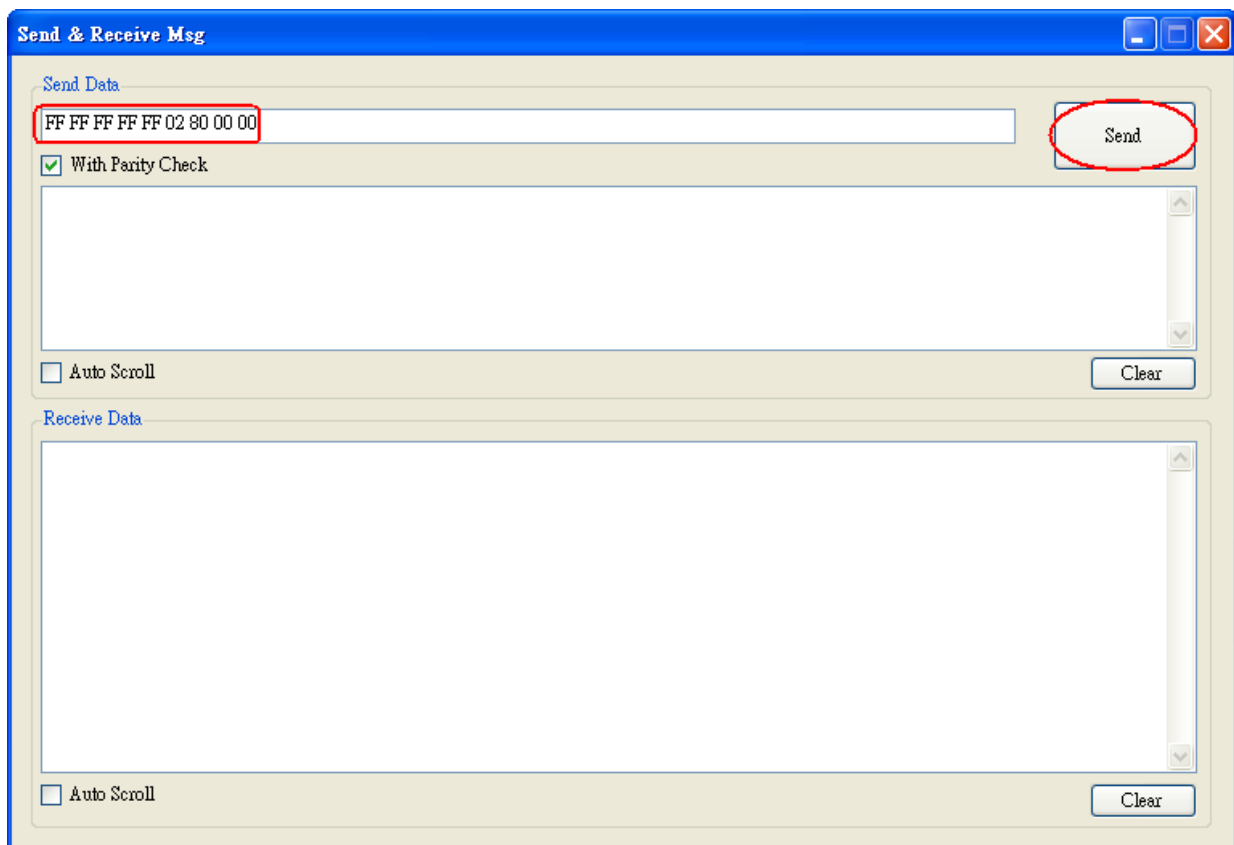 Send & Receive Msg
Send Data
FF FF FF FF FF 02 80 00 00
Send
With Parity Check
Auto Scroll
Clear
Receive Data
Auto Scroll
Clear